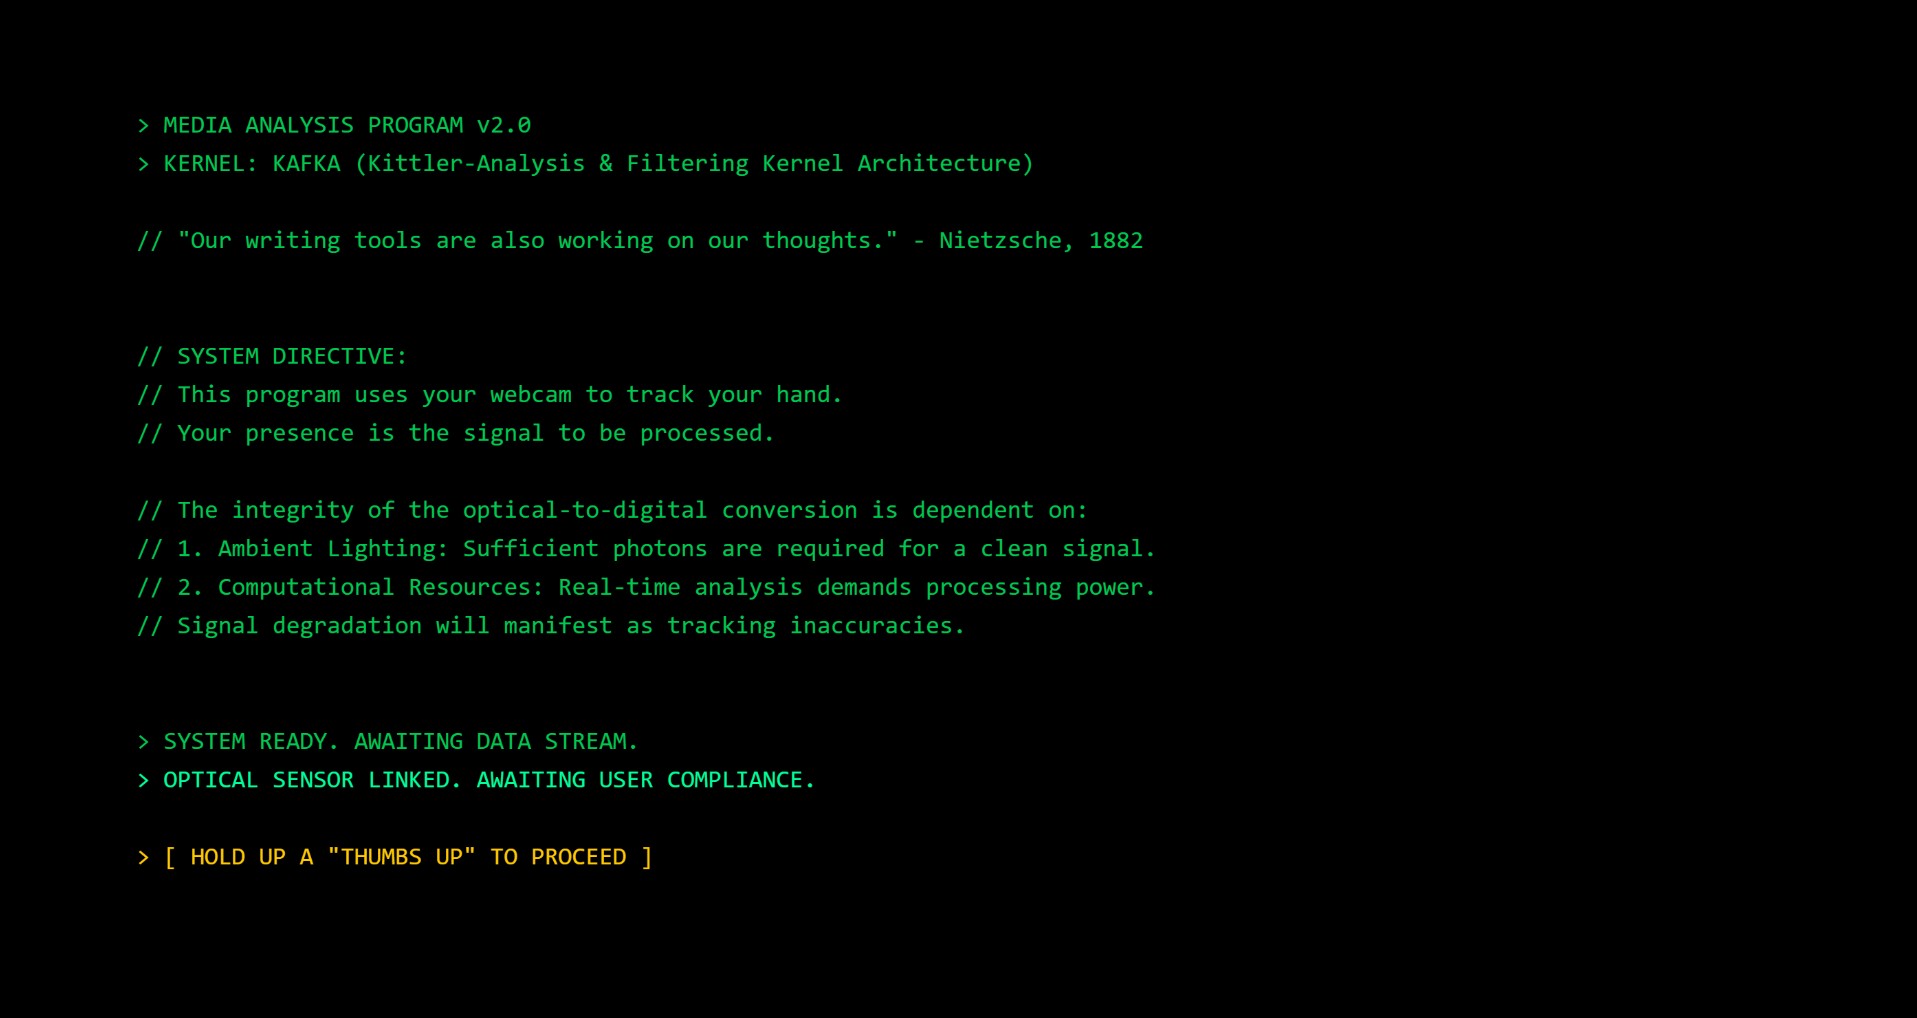 > MEDIA ANALYSIS PROGRAM v2.0
> KERNEL: KAFKA (Kittler-Analysis & Filtering Kernel Architecture)
// "Our writing tools are also working on our thoughts." - Nietzsche, 1882
// SYSTEM DIRECTIVE:
// This program uses your webcam to track your hand.
// Your presence is the signal to be processed.
// The integrity of the optical-to-digital conversion is dependent on:
// 1. Ambient Lighting: Sufficient photons are required for a clean signal.
// 2. Computational Resources: Real-time analysis demands processing power.
// Signal degradation will manifest as tracking inaccuracies.
> SYSTEM READY. AWAITING DATA STREAM.
> OPTICAL SENSOR LINKED. AWAITING USER COMPLIANCE.
> [ HOLD UP A "THUMBS UP" TO PROCEED ]